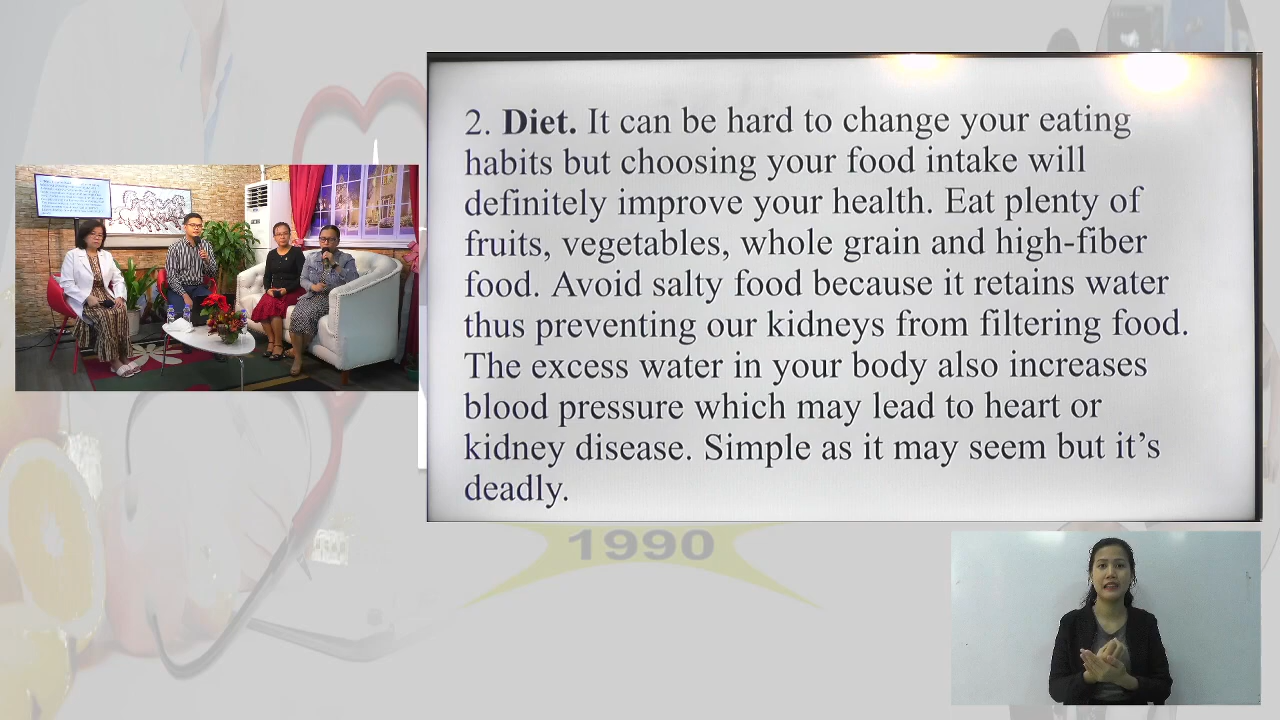 2. Diet. It can be hard to change your eating
habits but choosing your food intake will
definitely improve your health. Eat plenty of
fruits, vegetables, whole grain and high-fiber
food. Avoid salty food because it retains water
thus preventing our kidneys from filtering food.
The excess water in your body also increases
blood pressure which may lead to heart or
kidney disease. Simple as it may seem but it's
deadly.
1990